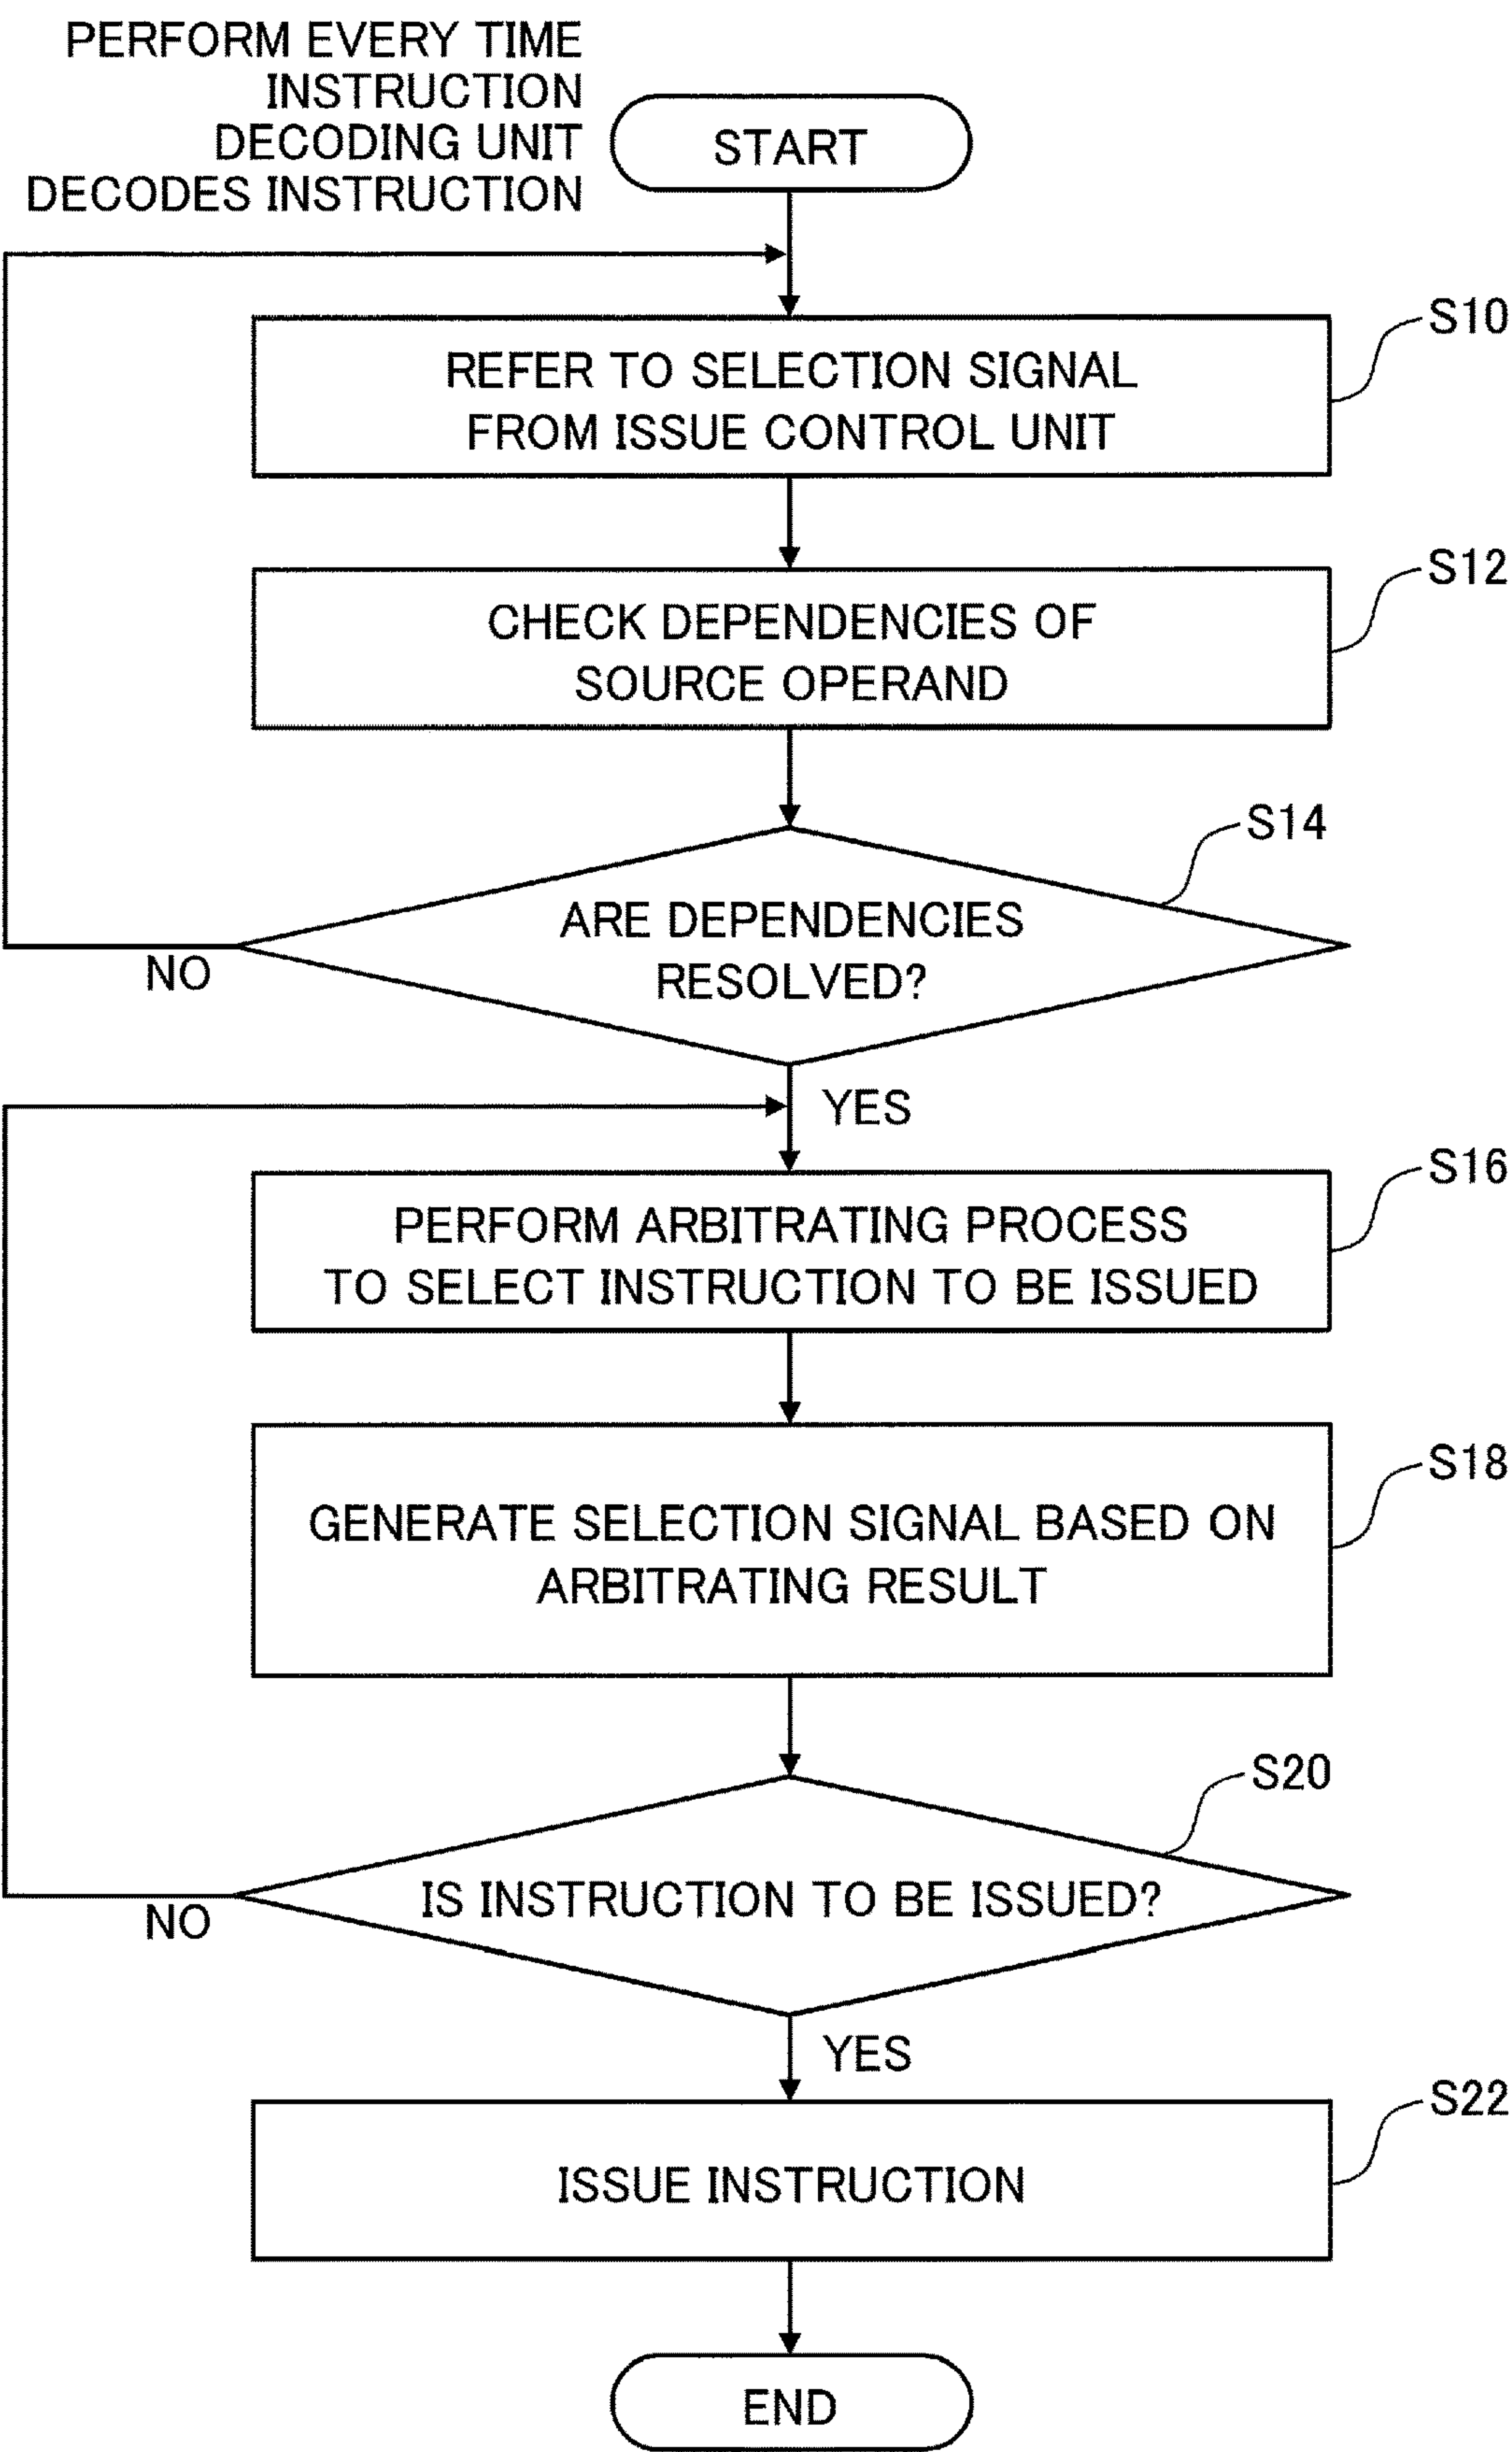 PERFORM EVERY TIME
INSTRUCTION
DECODING UNIT
DECODES INSTRUCTION
START
S10
REFER TO SELECTION SIGNAL
FROM ISSUE CONTROL UNIT
S12
CHECK DEPENDENCIES OF
SOURCE OPERAND
S14
ARE DEPENDENCIES
RESOLVED?
NO
YES
S16
PERFORM ARBITRATING PROCESS
TO SELECT INSTRUCTION TO BE ISSUED
S18
GENERATE SELECTION SIGNAL BASED ON
ARBITRATING RESULT
S20
IS INSTRUCTION TO BE ISSUED?
NO
YES
S22
ISSUE INSTRUCTION
END